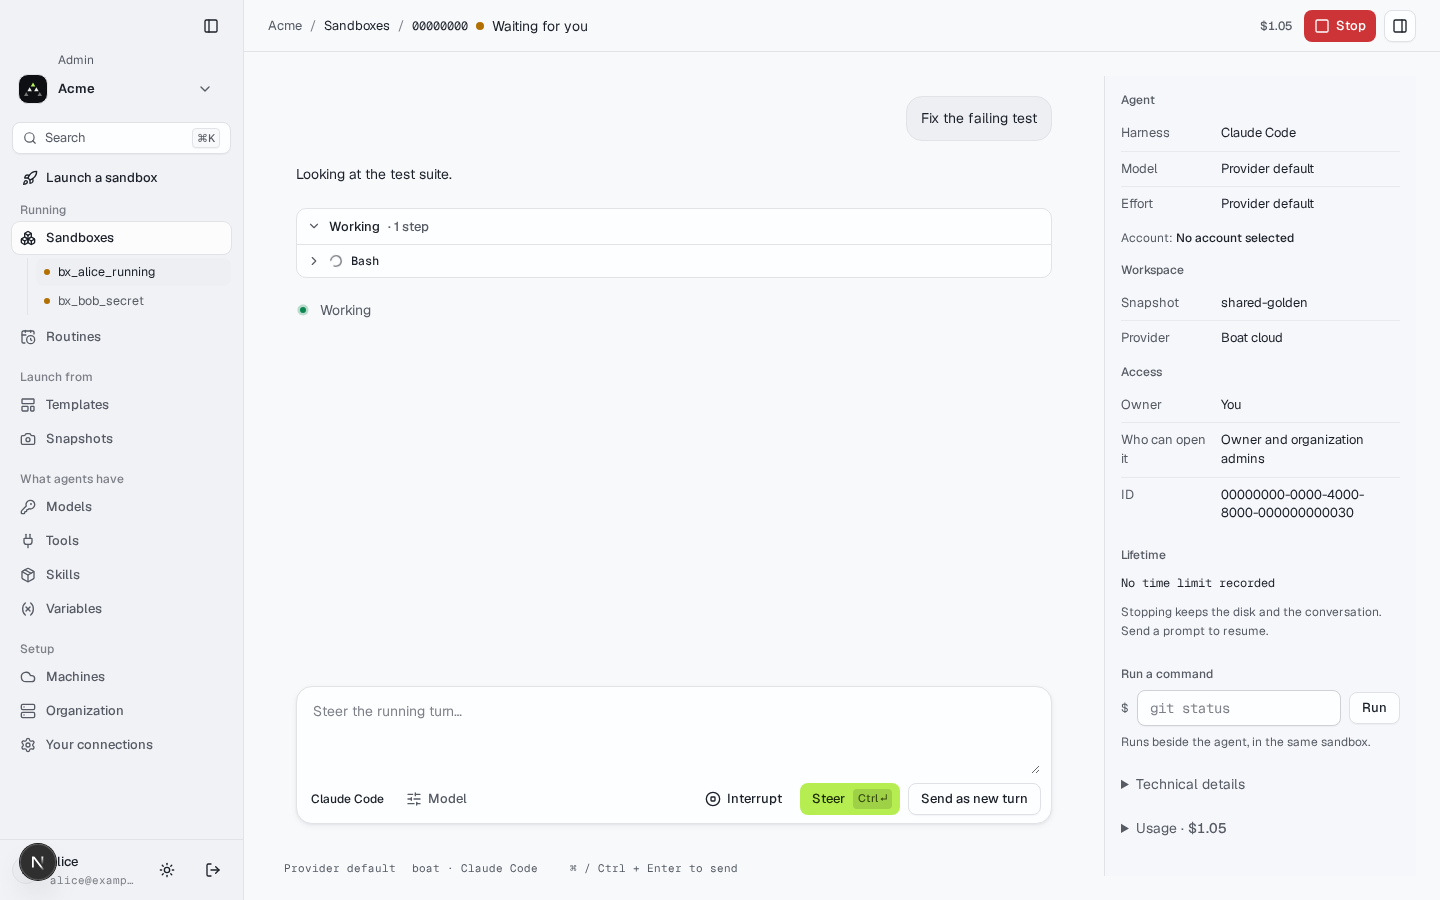 Admin
Acme
Search ⌘K
Launch a sandbox
Running
Sandboxes
bx_alice_running
bx_bob_secret
Routines
Launch from
Templates
Snapshots
What agents have
Models
Tools
Skills
Variables
Setup
Machines
Organization
Your connections
N lice
alice@examp…
Acme / Sandboxes / 00000000 Waiting for you
$1.05 Stop
Fix the failing test
Looking at the test suite.
Working · 1 step
Bash
Working
Steer the running turn…
Claude Code Model Interrupt Steer Ctrl↵ Send as new turn
Provider default boat · Claude Code ⌘ / Ctrl + Enter to send
Agent
Harness Claude Code
Model Provider default
Effort Provider default
Account: No account selected
Workspace
Snapshot shared-golden
Provider Boat cloud
Access
Owner You
Who can open it Owner and organization admins
ID 00000000-0000-4000-8000-000000000030
Lifetime
No time limit recorded
Stopping keeps the disk and the conversation.
Send a prompt to resume.
Run a command
$ git status Run
Runs beside the agent, in the same sandbox.
Technical details
Usage · $1.05